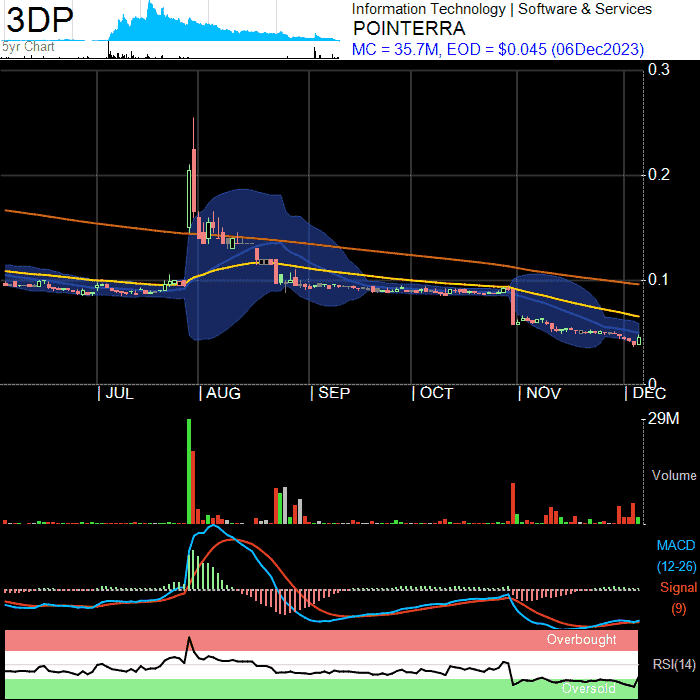 3DP
5yr Chart
Information Technology | Software & Services
POINTERRA
MC = 35.7M, EOD = $0.045 (06Dec2023)
0.3
0.2
0.1
0
| JUL
| AUG
| SEP
| OCT
| NOV
| DEC
29M
Volume
MACD
(12-26)
Signal
(9)
Overbought
RSI(14)
Oversold